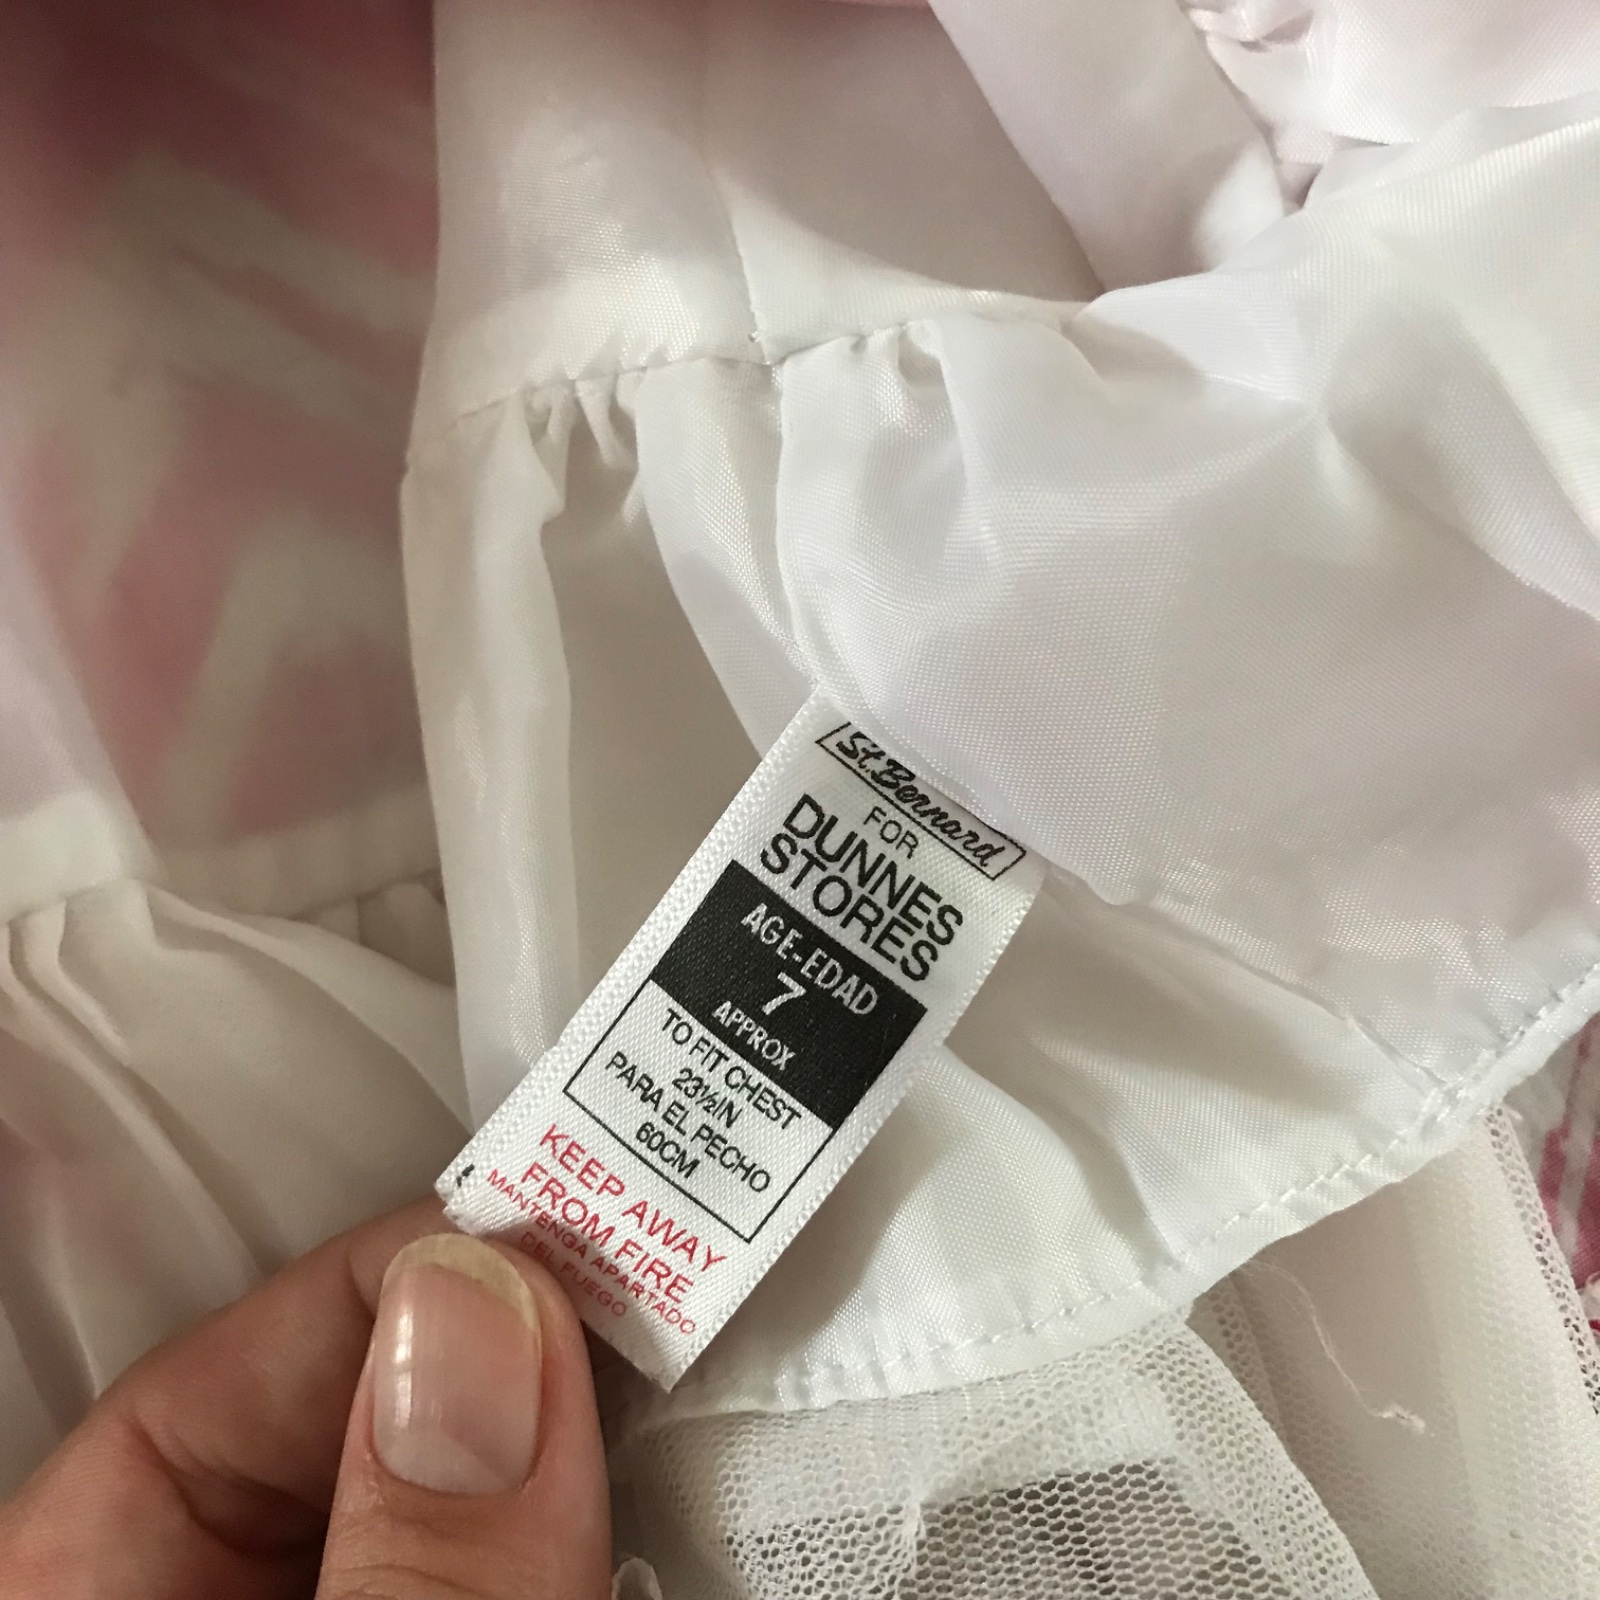 St.Bernard
FOR
DUNNES
STORES
AGE-EDAD
7
APPROX
TO FIT CHEST
23½IN
PARA EL PECHO
60CM
KEEP AWAY
FROM FIRE
MANTENGA APARTADO
DEL FUEGO